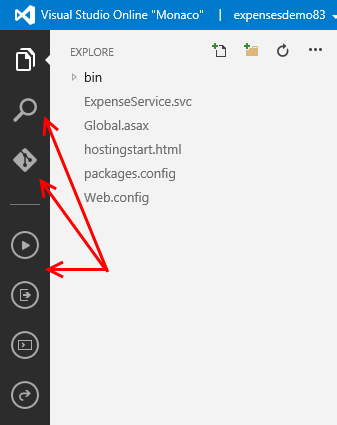 Visual Studio Online "Monaco" | expensesdemo83
EXPLORE
bin
ExpenseService.svc
Global.asax
hostingstart.html
packages.config
Web.config